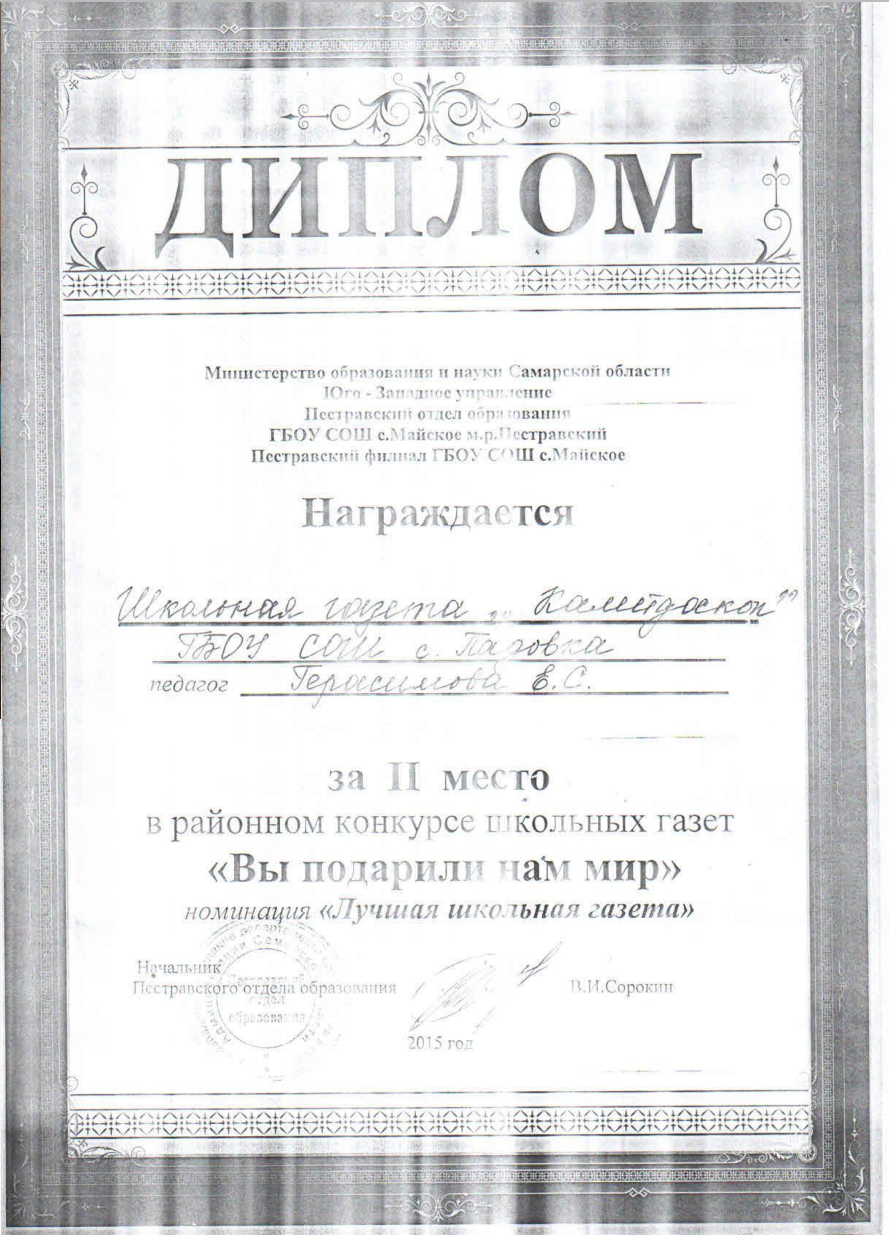 ДИПЛОМ
Министерство образования и науки Самарской области
Юго - Западное управление
Пестравский отдел образования
ГБОУ СОШ с.Майское м.р.Пестравский
Пестравский филиал ГБОУ СОШ с.Майское
Награждается
Школьная газета „Калейдоскоп"
ГБОУ СОШ с. Падовка
педагог Герасимова Е.С.
за II место
в районном конкурсе школьных газет
«Вы подарили нам мир»
номинация «Лучшая школьная газета»
Начальник
Пестравского отдела образования В.И.Сорокин
отдел
образования
2015 год